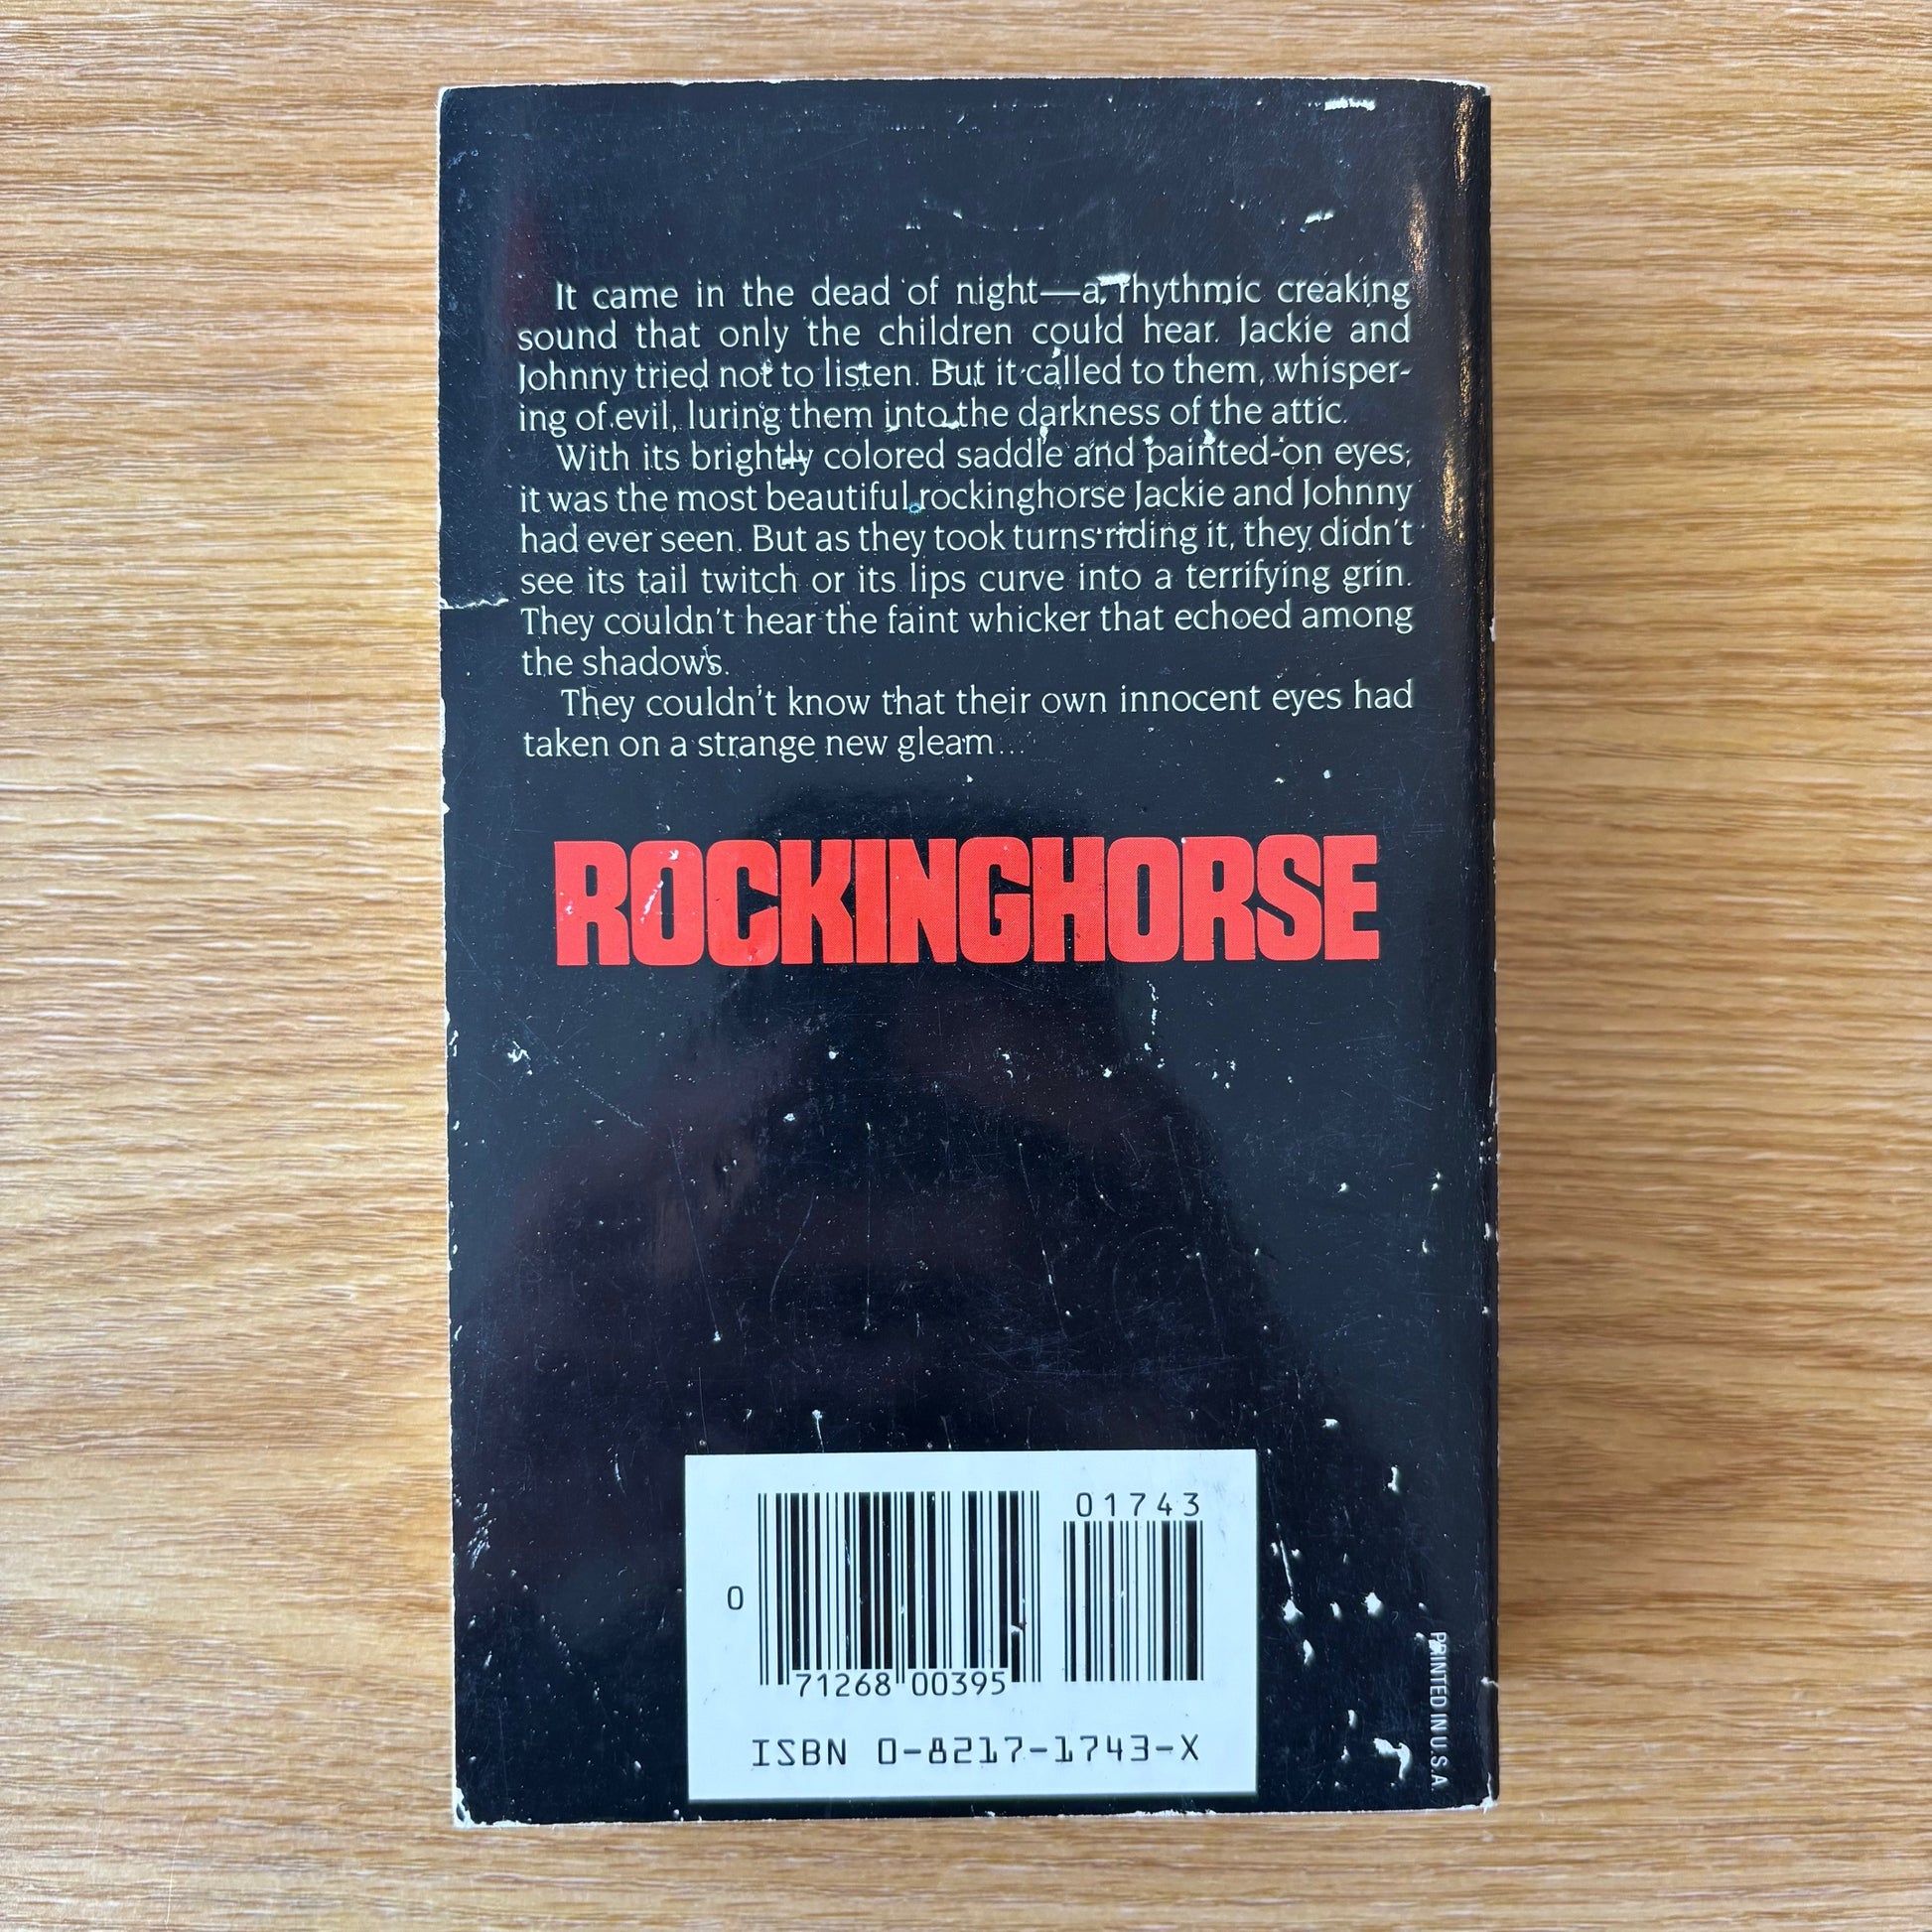 It came in the dead of night—a rhythmic creaking
sound that only the children could hear. Jackie and
Johnny tried not to listen. But it called to them, whisper-
ing of evil, luring them into the darkness of the attic.
With its brightly colored saddle and painted-on eyes,
it was the most beautiful rockinghorse Jackie and Johnny
had ever seen. But as they took turns riding it, they didn't
see its tail twitch or its lips curve into a terrifying grin.
They couldn't hear the faint whicker that echoed among
the shadows.
They couldn't know that their own innocent eyes had
taken on a strange new gleam...
ROCKINGHORSE
01743
0
71268 00395
ISBN 0-8217-1743-X
PRINTED IN U.S.A.